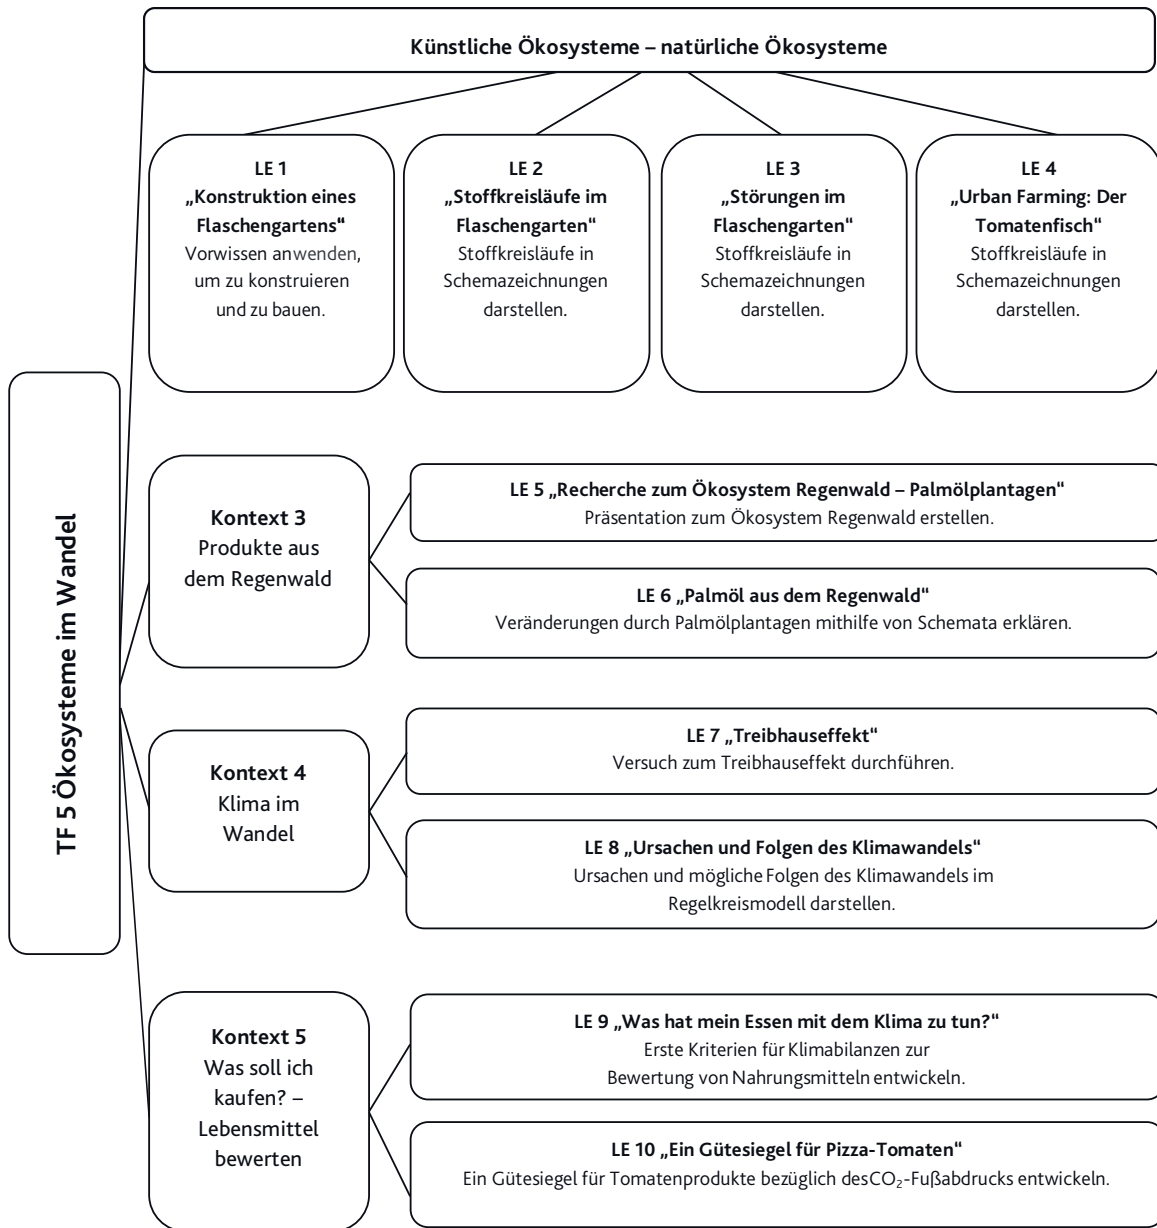 Künstliche Ökosysteme – natürliche Ökosysteme
LE 1
„Konstruktion eines
Flaschengartens“
Vorwissen anwenden,
um zu konstruieren
und zu bauen.
LE 2
„Stoffkreisläufe im
Flaschengarten“
Stoffkreisläufe in
Schemazeichnungen
darstellen.
LE 3
„Störungen im
Flaschengarten“
Stoffkreisläufe in
Schemazeichnungen
darstellen.
LE 4
„Urban Farming: Der
Tomatenfisch“
Stoffkreisläufe in
Schemazeichnungen
darstellen.
TF 5 Ökosysteme im Wandel
Kontext 3
Produkte aus
dem Regenwald
LE 5 „Recherche zum Ökosystem Regenwald – Palmölplantagen“
Präsentation zum Ökosystem Regenwald erstellen.
LE 6 „Palmöl aus dem Regenwald“
Veränderungen durch Palmölplantagen mithilfe von Schemata erklären.
Kontext 4
Klima im
Wandel
LE 7 „Treibhauseffekt“
Versuch zum Treibhauseffekt durchführen.
LE 8 „Ursachen und Folgen des Klimawandels“
Ursachen und mögliche Folgen des Klimawandels im
Regelkreismodell darstellen.
Kontext 5
Was soll ich
kaufen? –
Lebensmittel
bewerten
LE 9 „Was hat mein Essen mit dem Klima zu tun?“
Erste Kriterien für Klimabilanzen zur
Bewertung von Nahrungsmitteln entwickeln.
LE 10 „Ein Gütesiegel für Pizza-Tomaten“
Ein Gütesiegel für Tomatenprodukte bezüglich desCO₂-Fußabdrucks entwickeln.